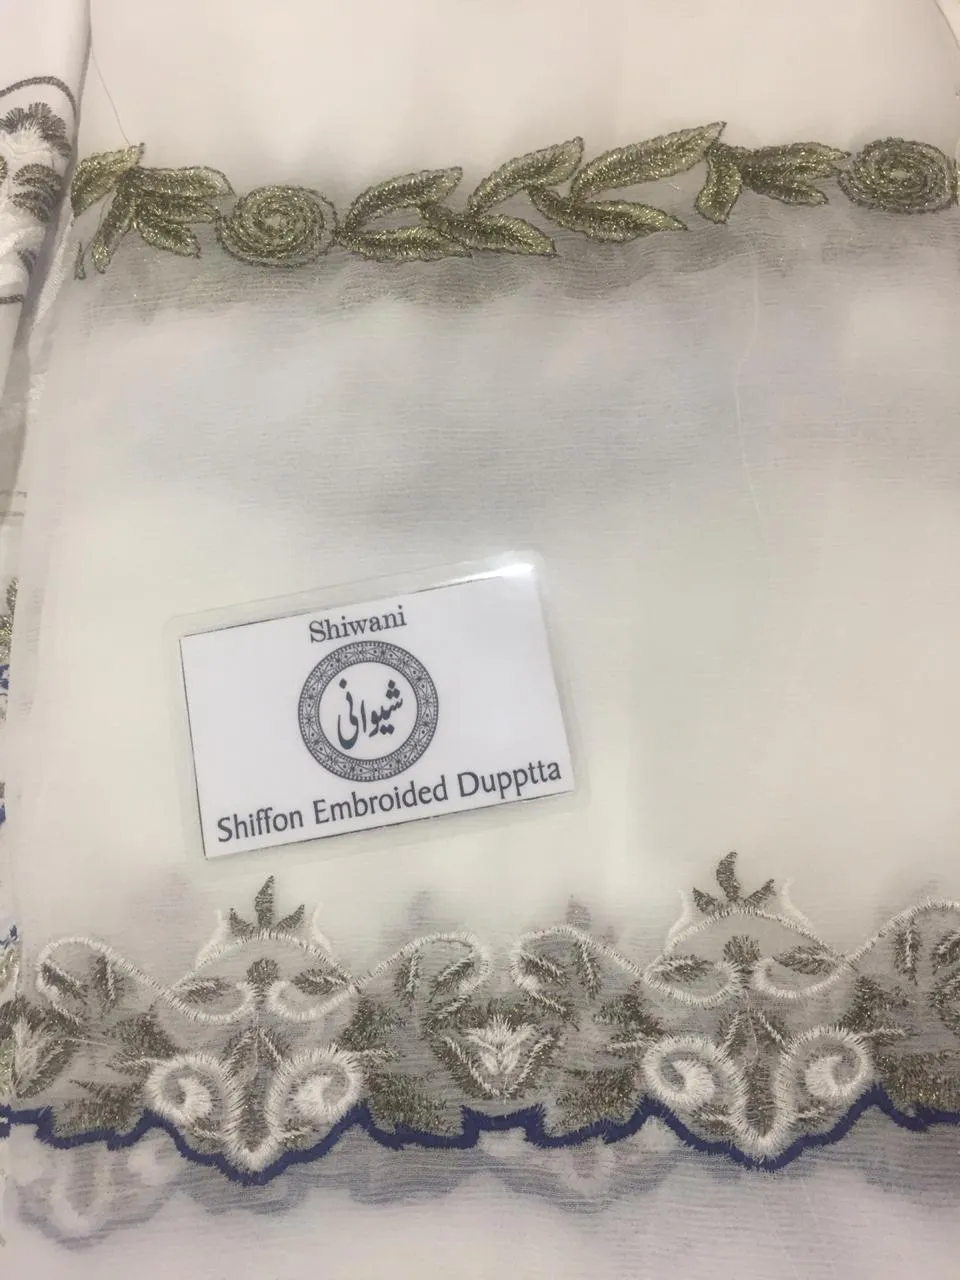 Shiwani
شیوانی
Shiffon Embroided Dupptta